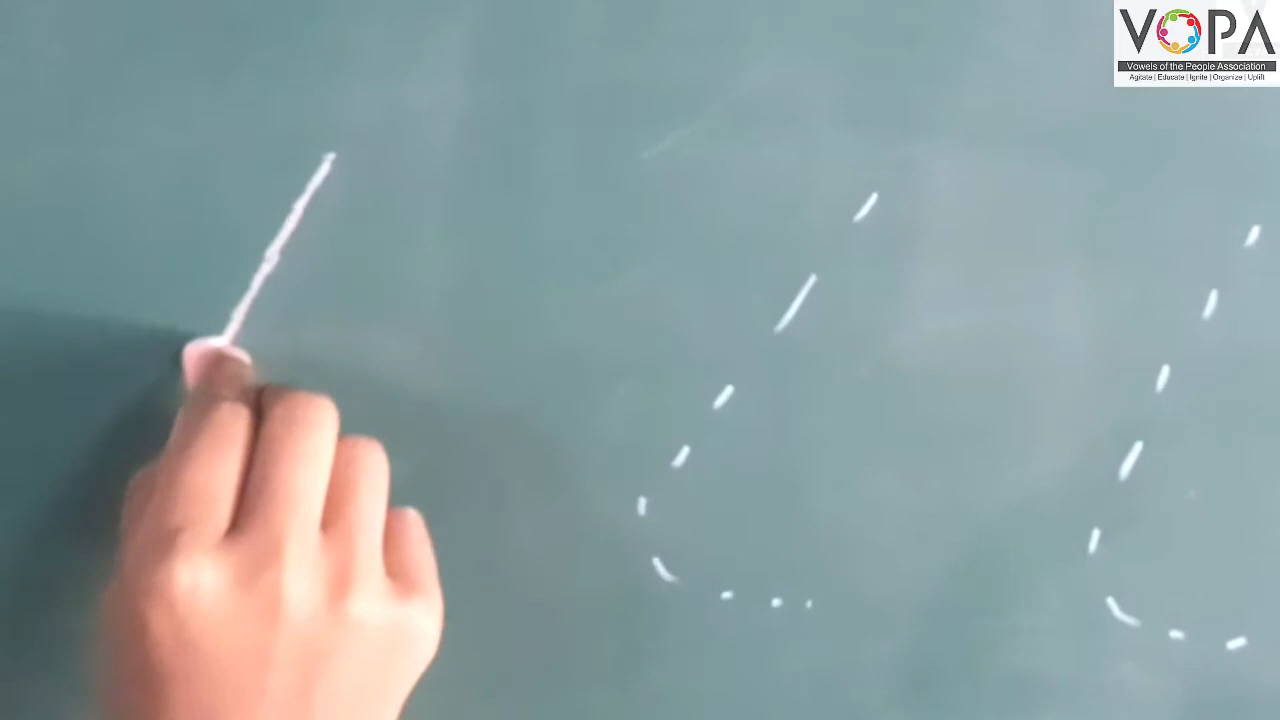 VOPA
Vowels of the People Association
Agitate | Educate | Ignite | Organize | Uplift